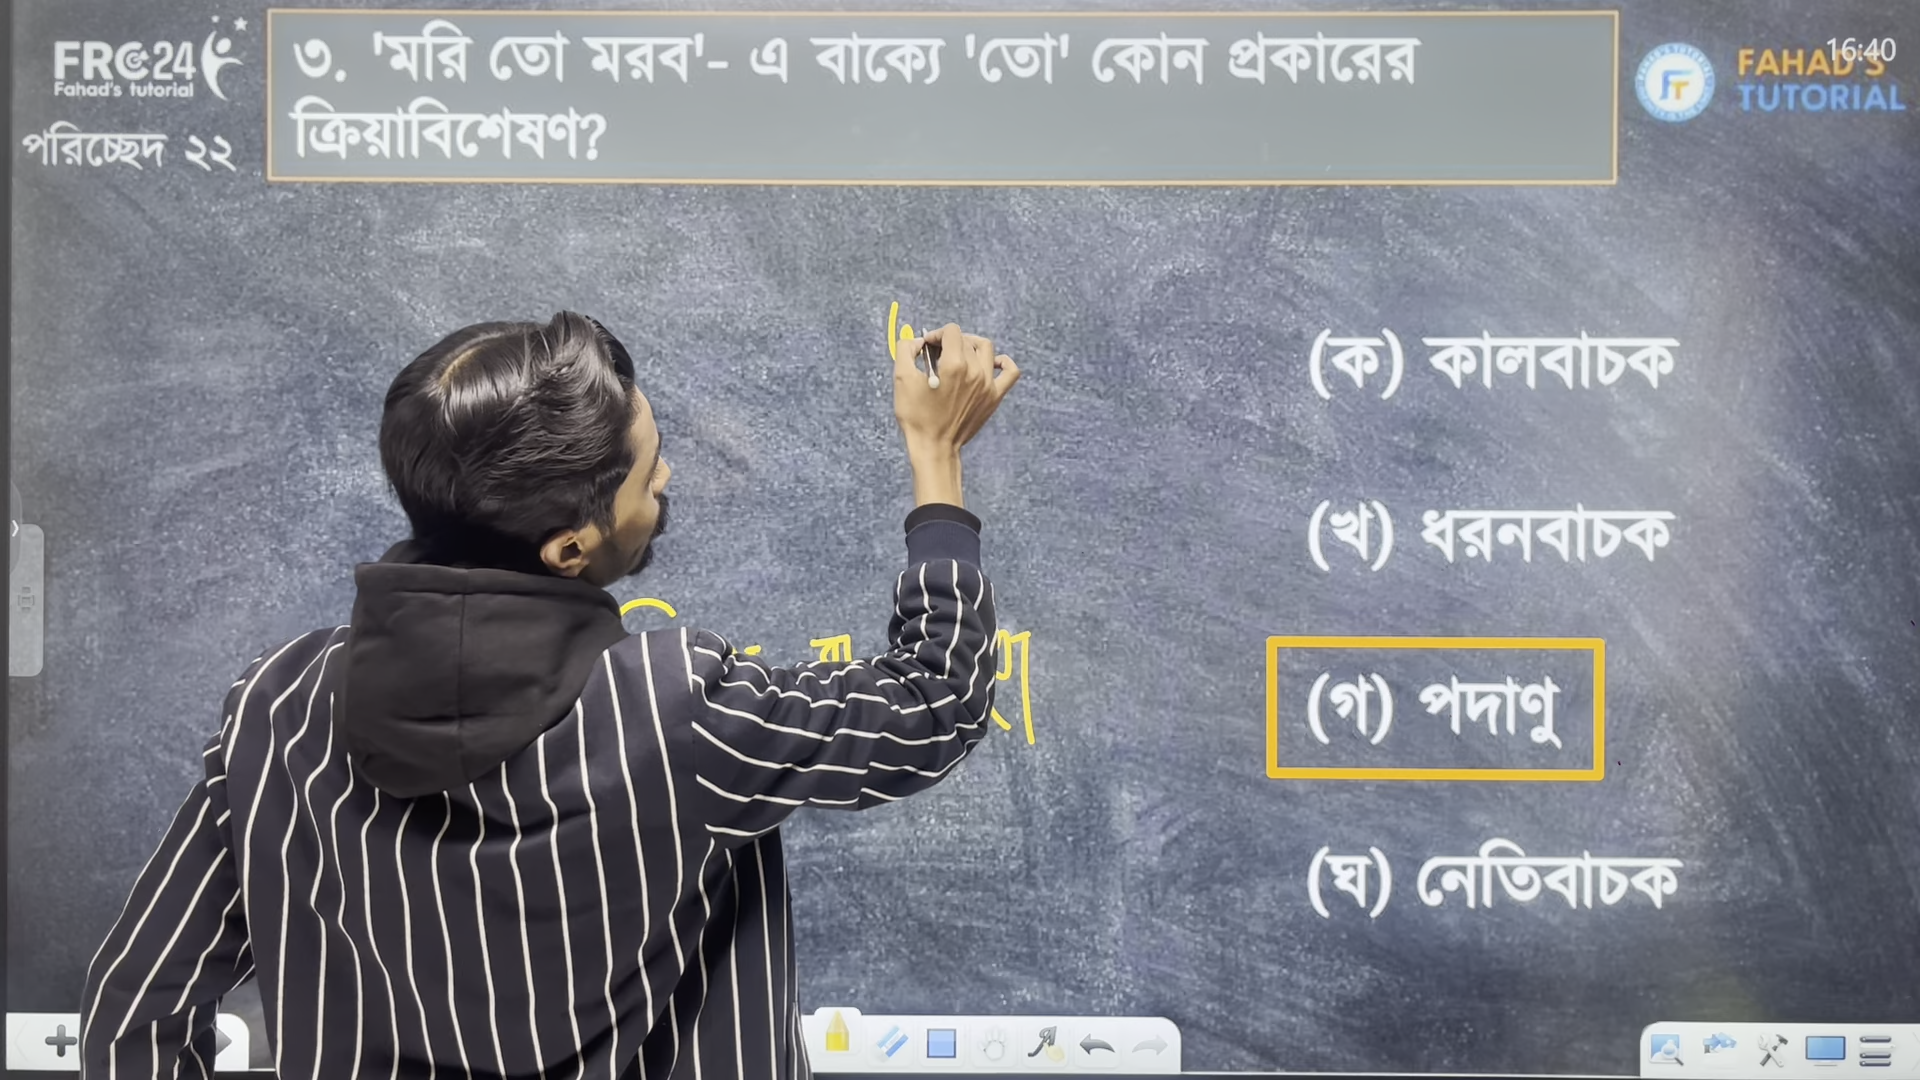 FRC24
Fahad's tutorial
পরিচ্ছেদ ২২
৩. 'মরি তো মরব'- এ বাক্যে 'তো' কোন প্রকারের
ক্রিয়াবিশেষণ?
16:40
FAHAD'S
TUTORIAL
(ক) কালবাচক
(খ) ধরনবাচক
(গ) পদাণু
(ঘ) নেতিবাচক